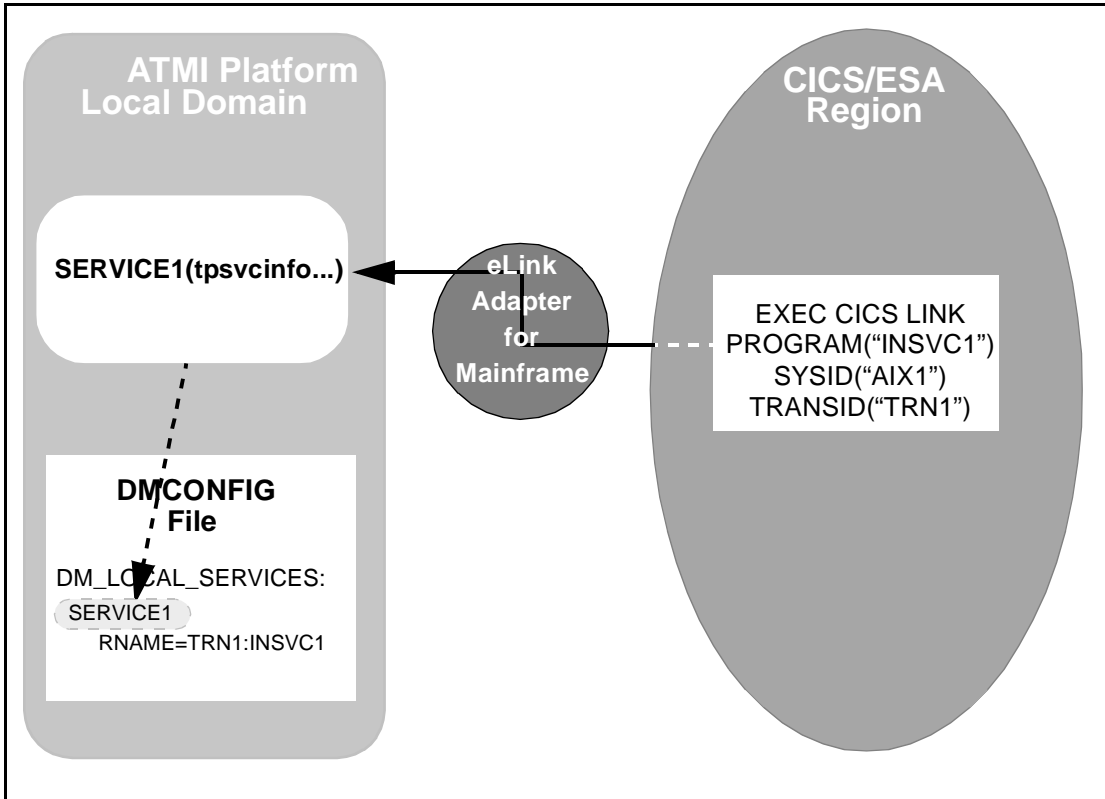 ATMI Platform
Local Domain
SERVICE1(tpsvcinfo...)
DMCONFIG
File
DM_LOCAL_SERVICES:
SERVICE1
RNAME=TRN1:INSVC1
eLink
Adapter
for
Mainframe
CICS/ESA
Region
EXEC CICS LINK
PROGRAM(“INSVC1”)
SYSID(“AIX1”)
TRANSID(“TRN1”)